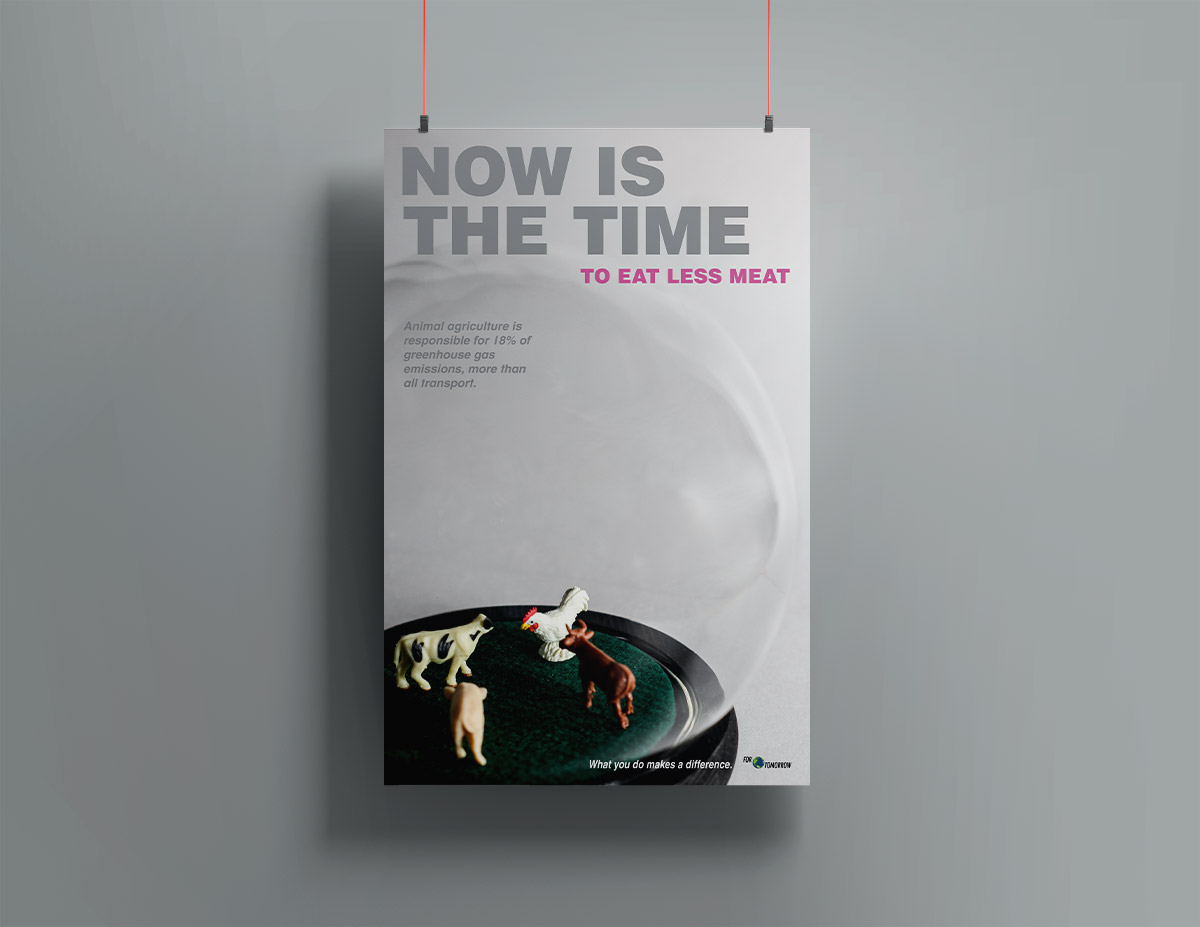 NOW IS
THE TIME
TO EAT LESS MEAT
Animal agriculture is
responsible for 18% of
greenhouse gas
emissions, more than
all transport.
What you do makes a difference.
FOR TOMORROW